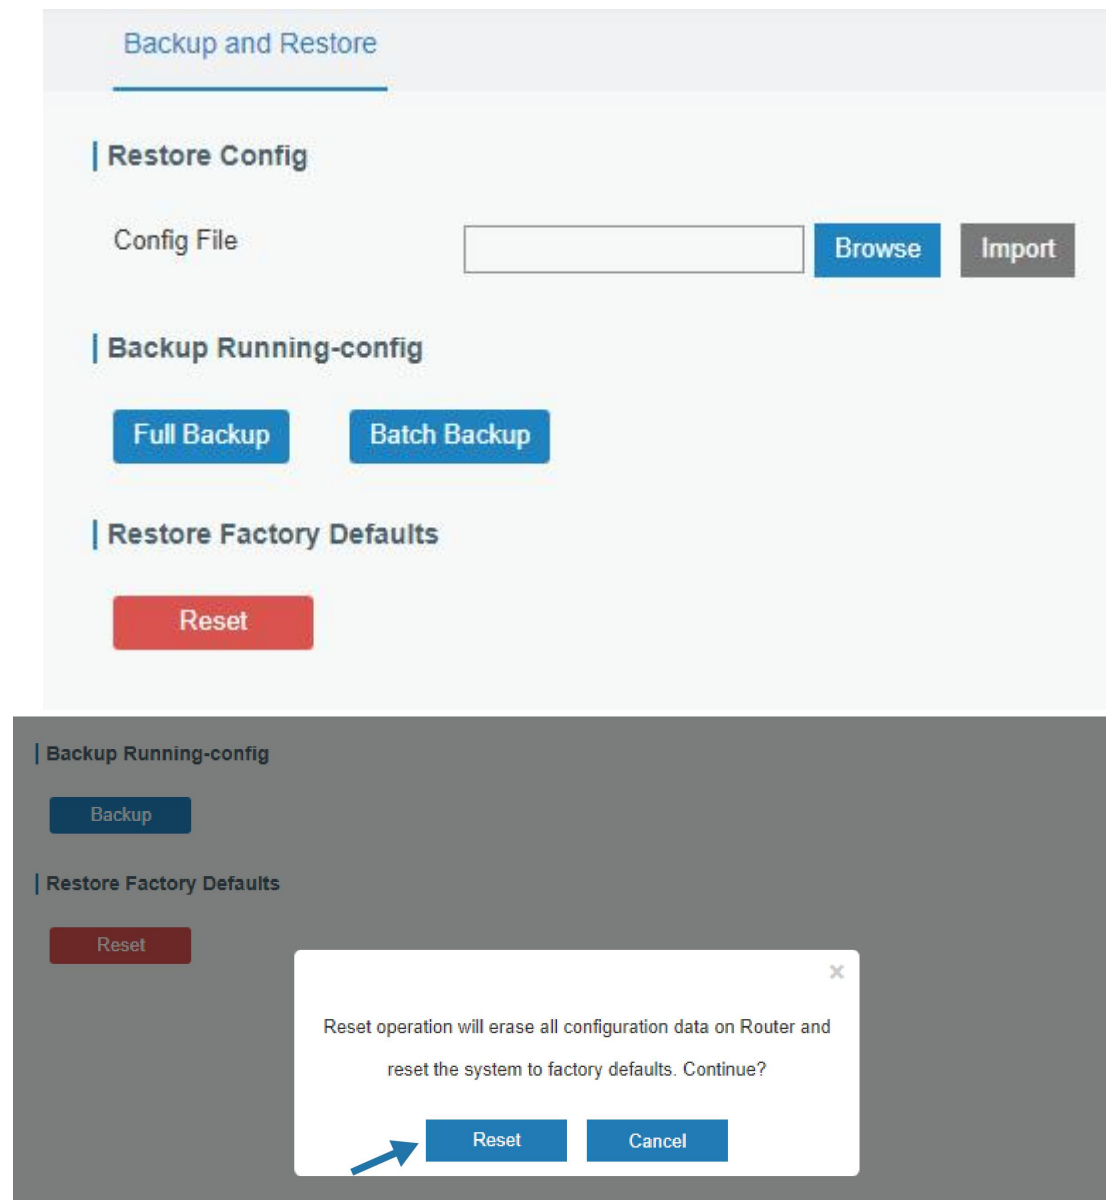 Backup and Restore
Restore Config
Config File
Browse
Import
Backup Running-config
Full Backup
Batch Backup
Restore Factory Defaults
Reset
Backup Running-config
Backup
Restore Factory Defaults
Reset
×
Reset operation will erase all configuration data on Router and
reset the system to factory defaults. Continue?
Reset
Cancel